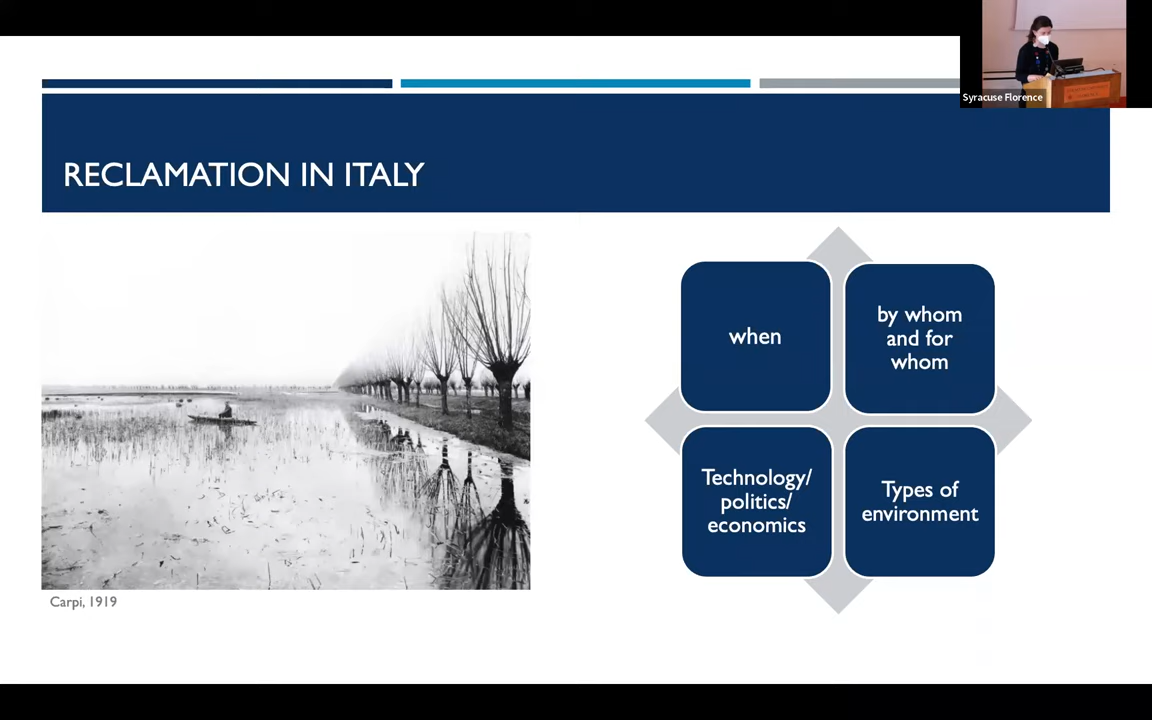 Syracuse Florence
RECLAMATION IN ITALY
when
by whom
and for
whom
Technology/
politics/
economics
Types of
environment
Carpi, 1919